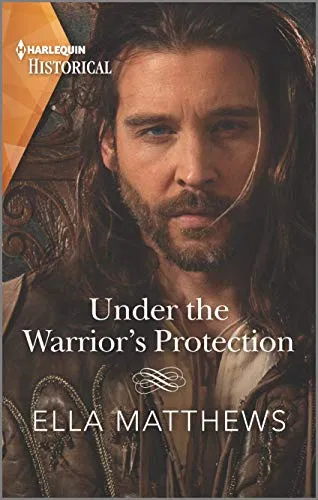 HARLEQUIN
HISTORICAL
Under the
Warrior's Protection
ELLA MATTHEWS